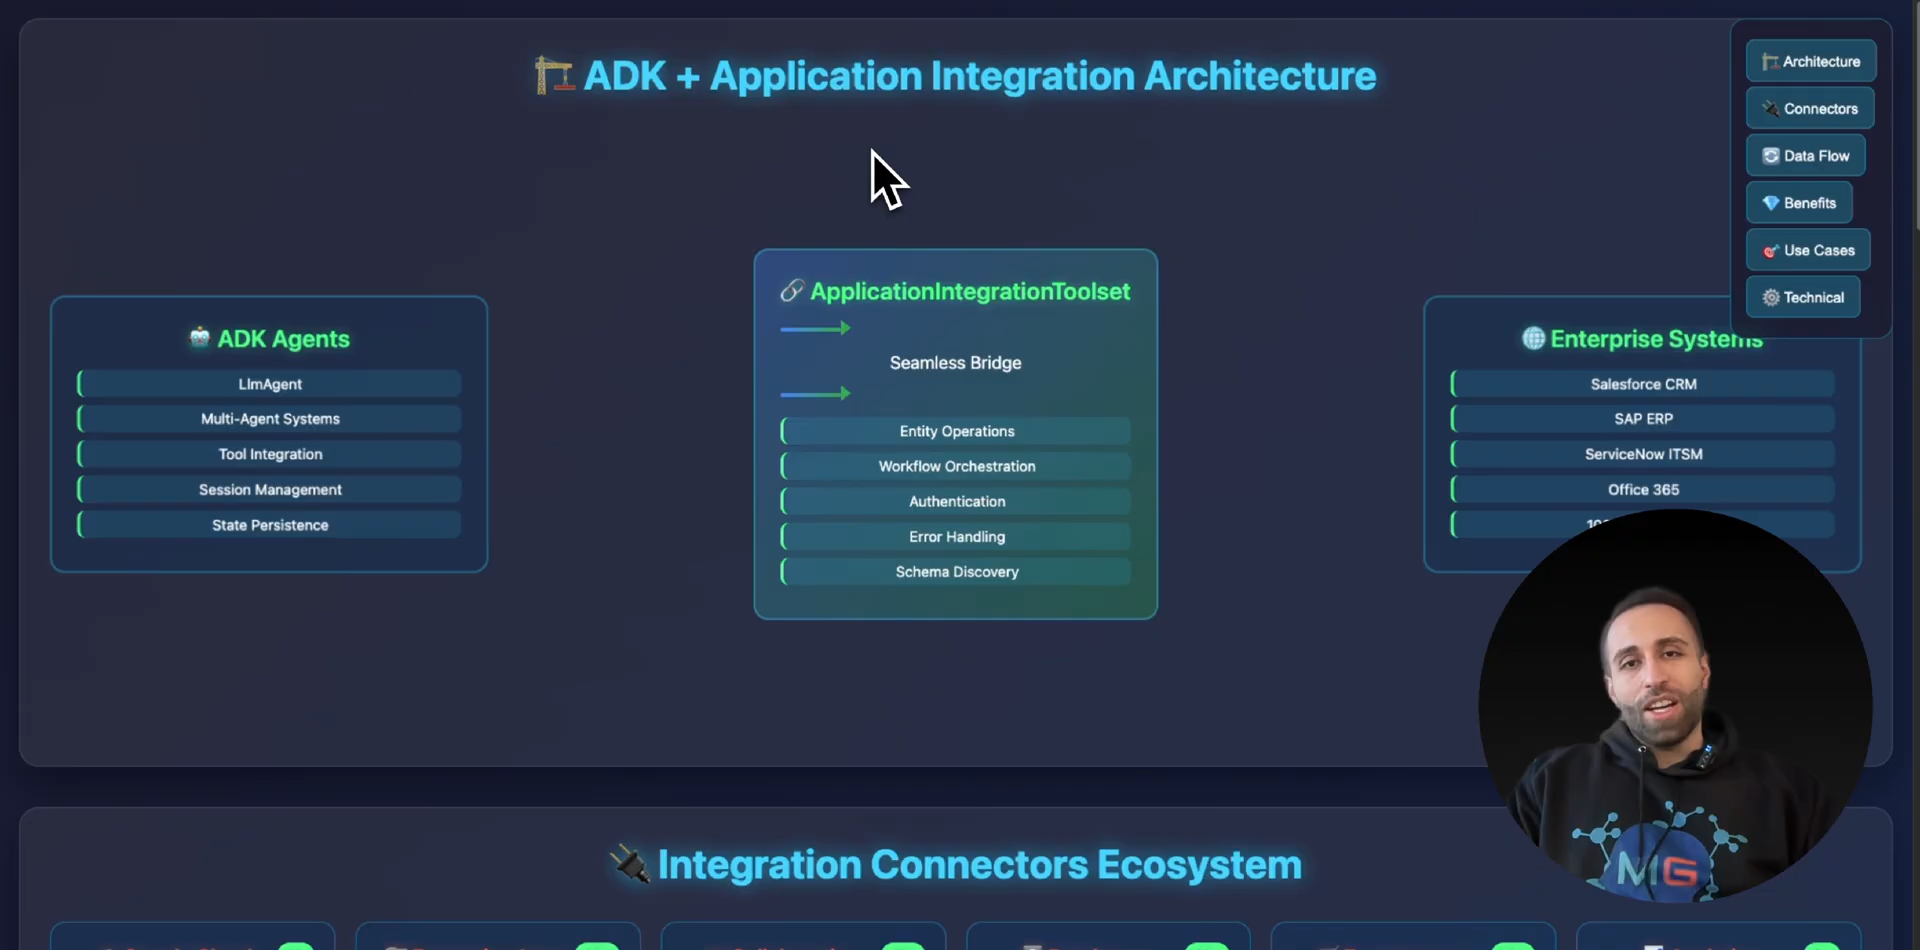 ADK + Application Integration Architecture
Architecture
Connectors
Data Flow
Benefits
Use Cases
Technical
ADK Agents
LlmAgent
Multi-Agent Systems
Tool Integration
Session Management
State Persistence
ApplicationIntegrationToolset
Seamless Bridge
Entity Operations
Workflow Orchestration
Authentication
Error Handling
Schema Discovery
Enterprise Systems
Salesforce CRM
SAP ERP
ServiceNow ITSM
Office 365
MG
Integration Connectors Ecosystem